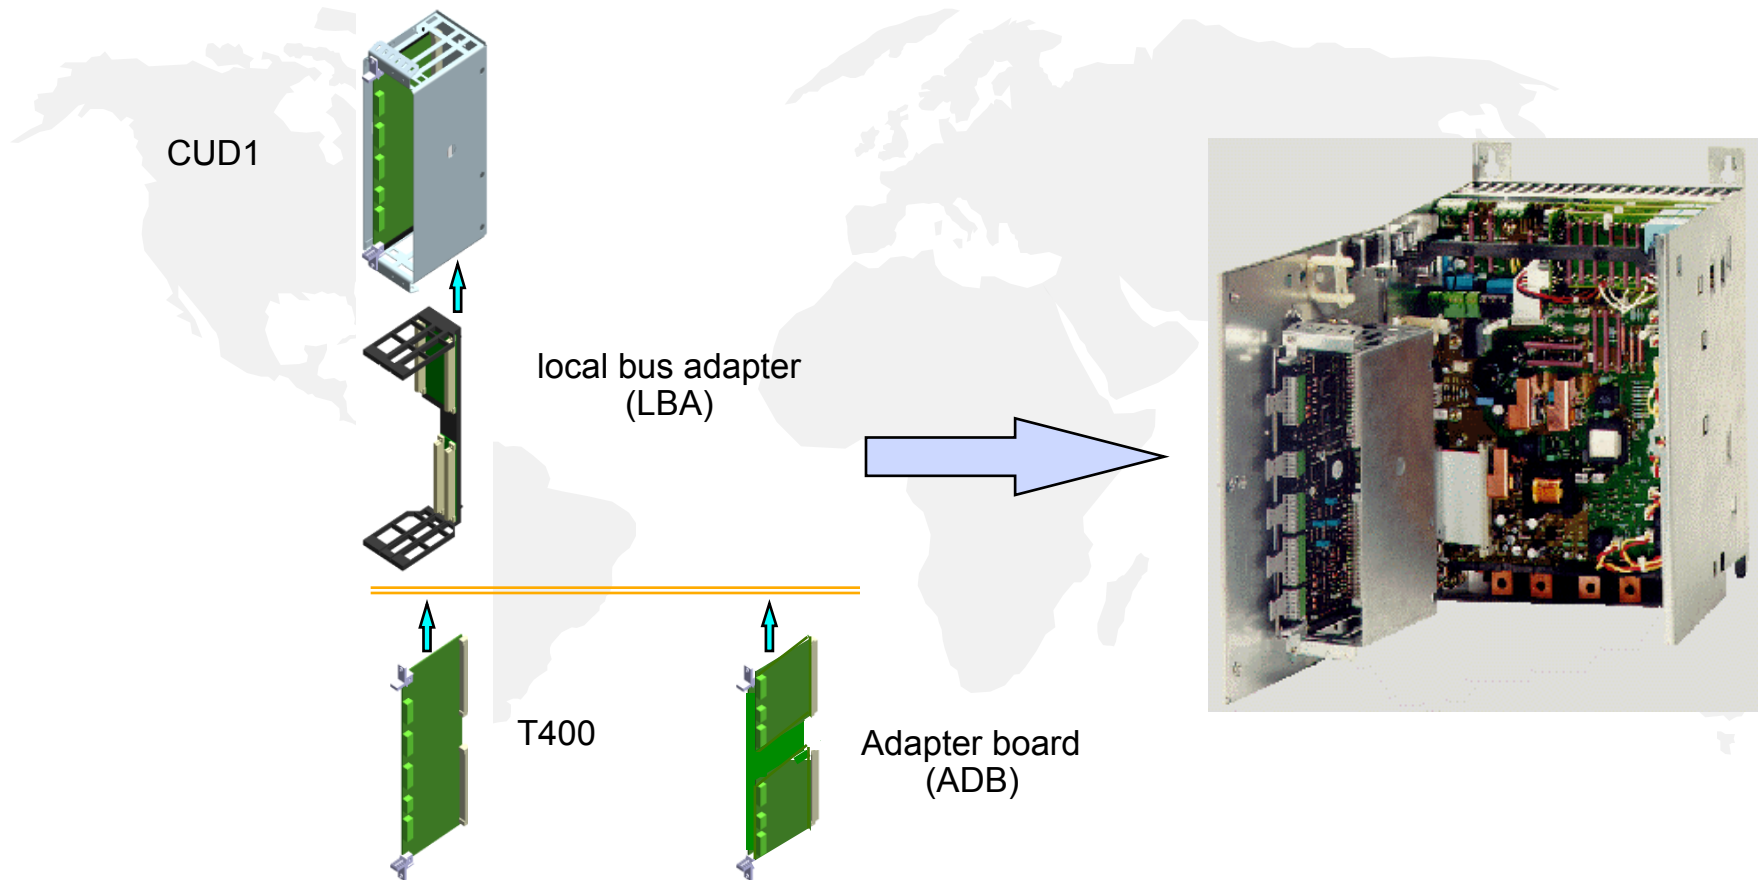 CUD1
local bus adapter
(LBA)
T400
Adapter board
(ADB)